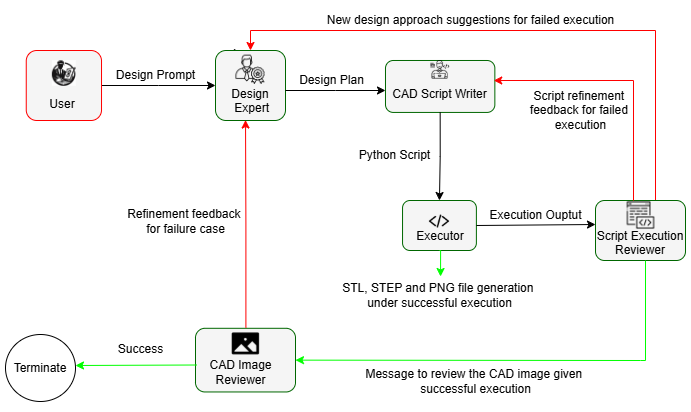 New design approach suggestions for failed execution
User
Design Prompt
Design
Expert
Design Plan
CAD Script Writer
Script refinement
feedback for failed
execution
Python Script
Refinement feedback
for failure case
</>
Executor
Execution Ouptut
</>
Script Execution
Reviewer
STL, STEP and PNG file generation
under successful execution
Terminate
Success
CAD Image
Reviewer
Message to review the CAD image given
successful execution